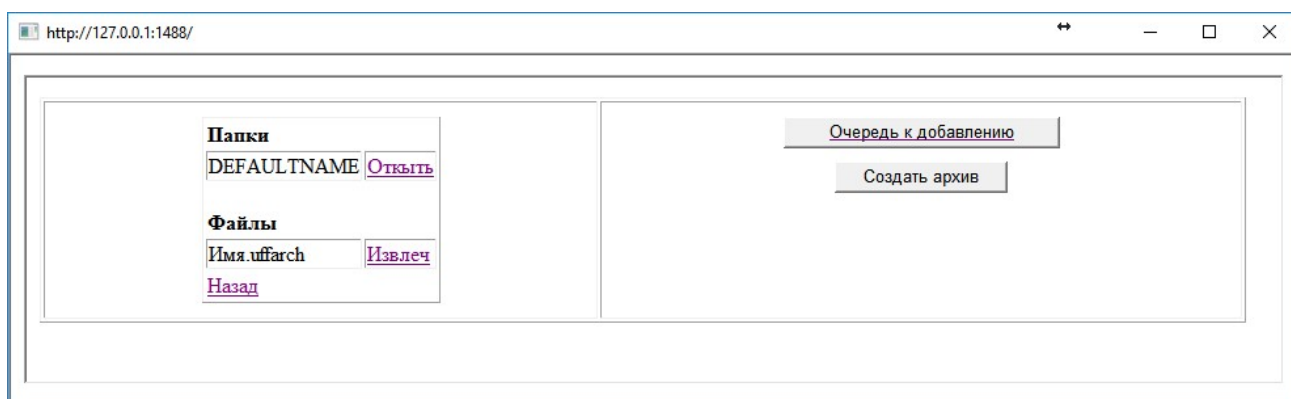 http://127.0.0.1:1488/
Папки
DEFAULTNAME Откыть
Файлы
Имя.uffarch Извлеч
Назад
Очередь к добавлению
Создать архив